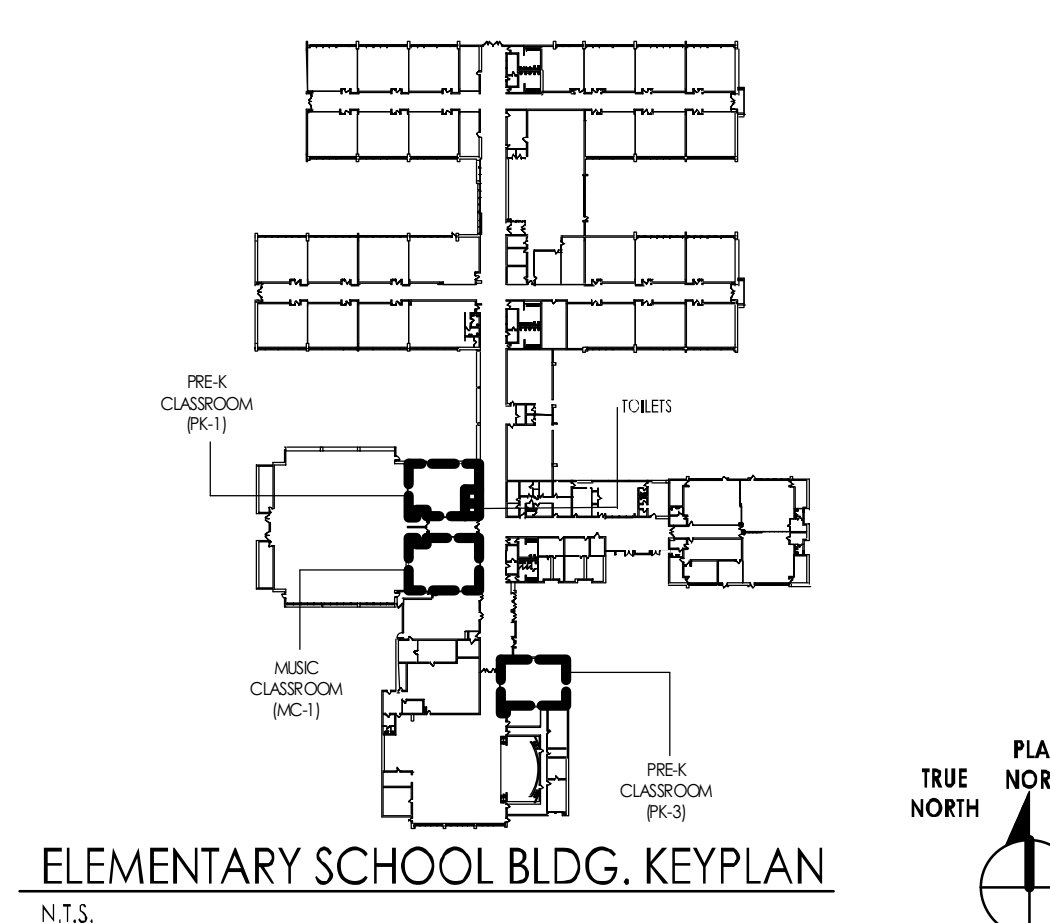 PRE-K
CLASSROOM
(PK-1)
TOILETS
MUSIC
CLASSROOM
(MC-1)
PRE-K
CLASSROOM
(PK-3)
TRUE
NORTH
PLA
NOR
ELEMENTARY SCHOOL BLDG. KEYPLAN
N.T.S.